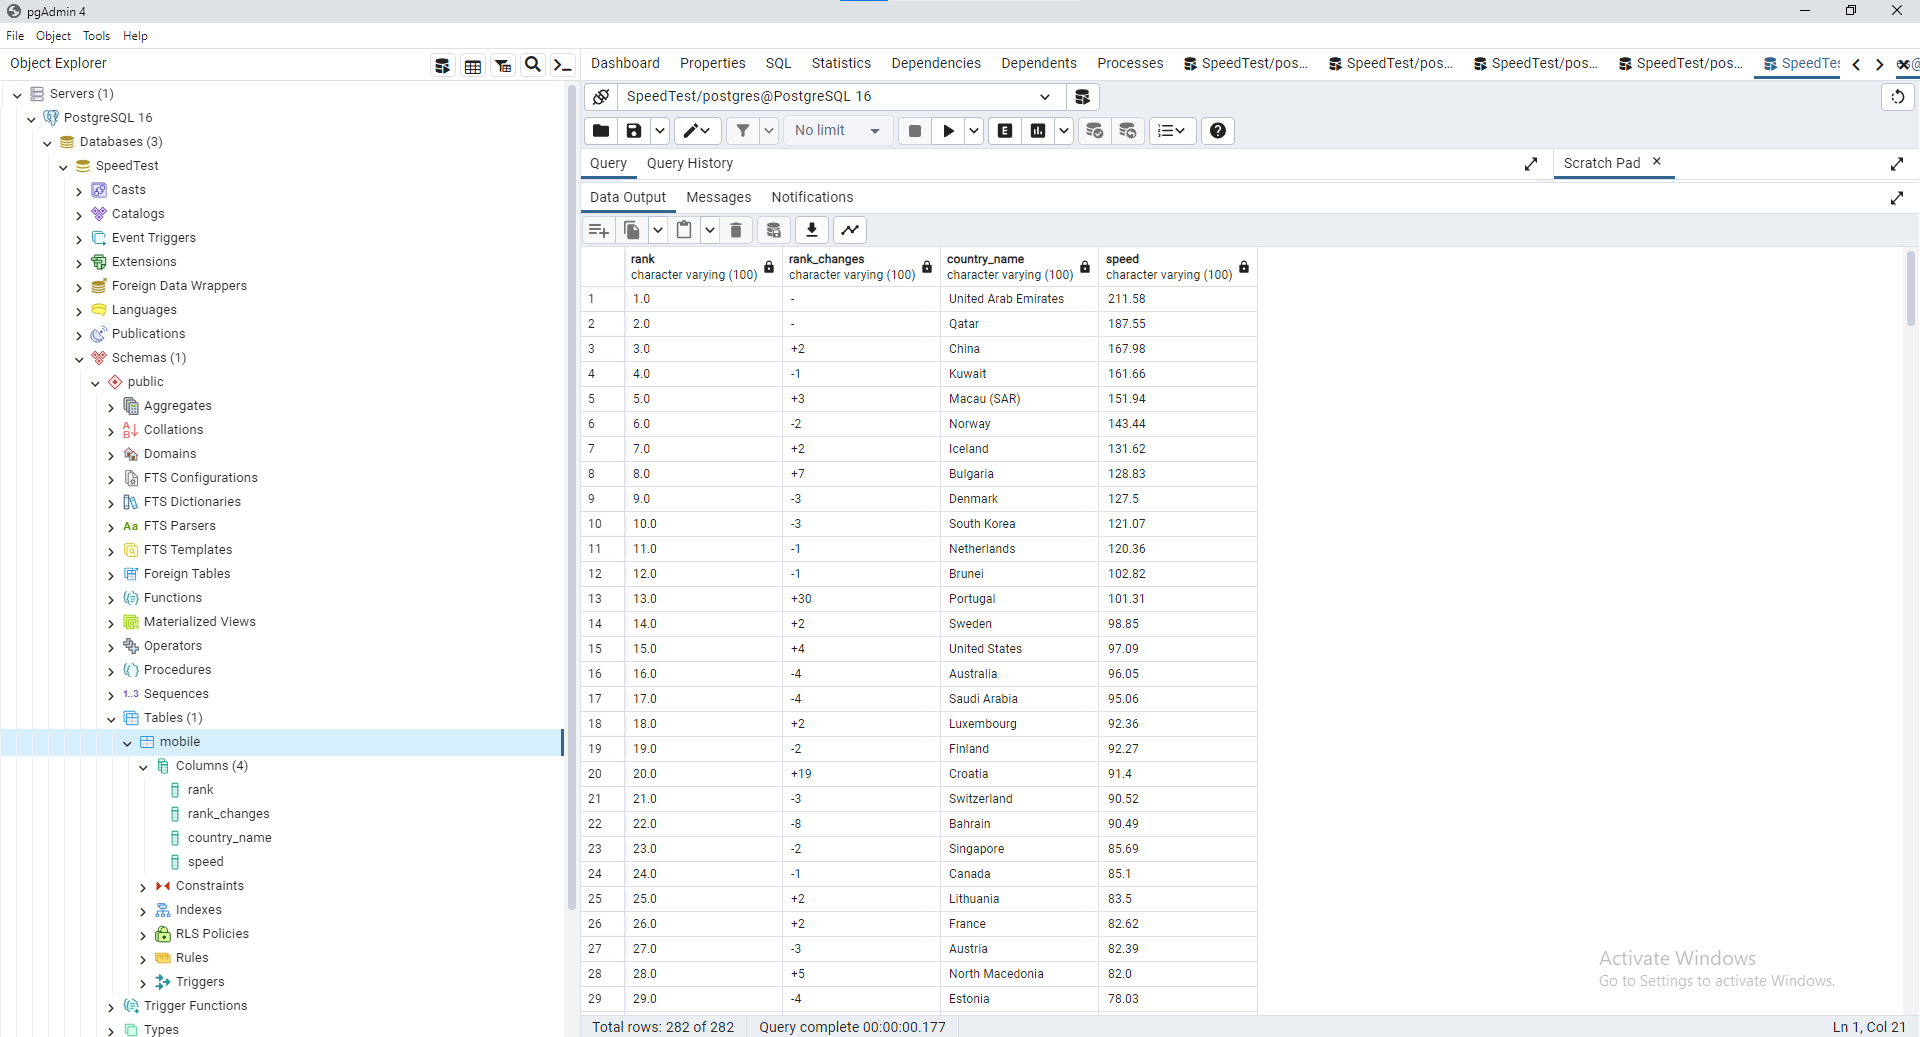 pgAdmin 4
File Object Tools Help
Object Explorer
Dashboard Properties SQL Statistics Dependencies Dependents Processes SpeedTest/pos... SpeedTest/pos... SpeedTest/pos... SpeedTest/pos... SpeedTes
Servers (1)
PostgreSQL 16
Databases (3)
SpeedTest
Casts
Catalogs
Event Triggers
Extensions
Foreign Data Wrappers
Languages
Publications
Schemas (1)
public
Aggregates
Collations
Domains
FTS Configurations
FTS Dictionaries
Aa FTS Parsers
FTS Templates
Foreign Tables
Functions
Materialized Views
Operators
Procedures
1..3 Sequences
Tables (1)
mobile
Columns (4)
rank
rank_changes
country_name
speed
Constraints
Indexes
RLS Policies
Rules
Triggers
Trigger Functions
Types
SpeedTest/postgres@PostgreSQL 16
No limit E
Query Query History Scratch Pad
Data Output Messages Notifications
rank rank_changes country_name speed
character varying (100) character varying (100) character varying (100) character varying (100)
1 1.0 - United Arab Emirates 211.58
2 2.0 - Qatar 187.55
3 3.0 +2 China 167.98
4 4.0 -1 Kuwait 161.66
5 5.0 +3 Macau (SAR) 151.94
6 6.0 -2 Norway 143.44
7 7.0 +2 Iceland 131.62
8 8.0 +7 Bulgaria 128.83
9 9.0 -3 Denmark 127.5
10 10.0 -3 South Korea 121.07
11 11.0 -1 Netherlands 120.36
12 12.0 -1 Brunei 102.82
13 13.0 +30 Portugal 101.31
14 14.0 +2 Sweden 98.85
15 15.0 +4 United States 97.09
16 16.0 -4 Australia 96.05
17 17.0 -4 Saudi Arabia 95.06
18 18.0 +2 Luxembourg 92.36
19 19.0 -2 Finland 92.27
20 20.0 +19 Croatia 91.4
21 21.0 -3 Switzerland 90.52
22 22.0 -8 Bahrain 90.49
23 23.0 -2 Singapore 85.69
24 24.0 -1 Canada 85.1
25 25.0 +2 Lithuania 83.5
26 26.0 +2 France 82.62
27 27.0 -3 Austria 82.39
28 28.0 +5 North Macedonia 82.0
29 29.0 -4 Estonia 78.03
Activate Windows
Go to Settings to activate Windows.
Total rows: 282 of 282 Query complete 00:00:00.177 Ln 1, Col 21